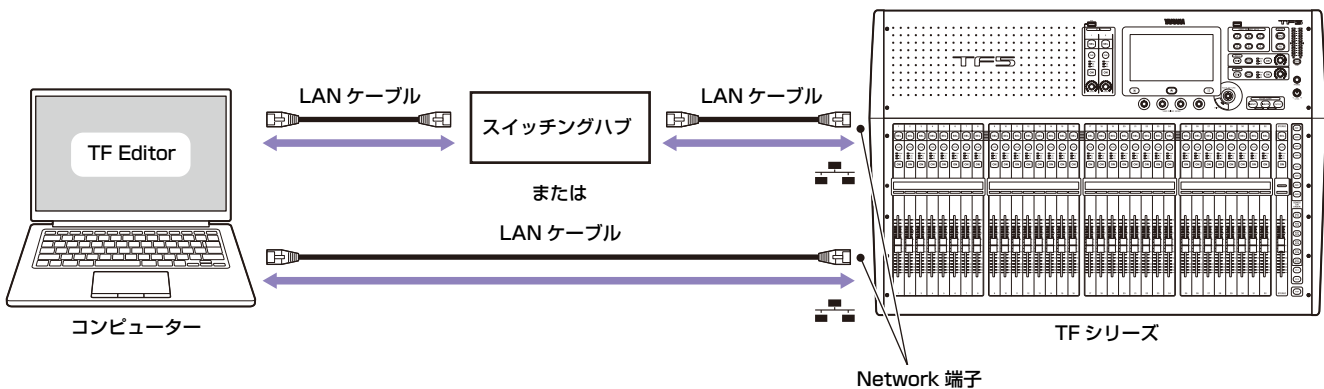 YAMAHA
TF5
TF5
LAN ケーブル
LAN ケーブル
スイッチングハブ
TF Editor
または
LAN ケーブル
コンピューター
TF シリーズ
Network 端子